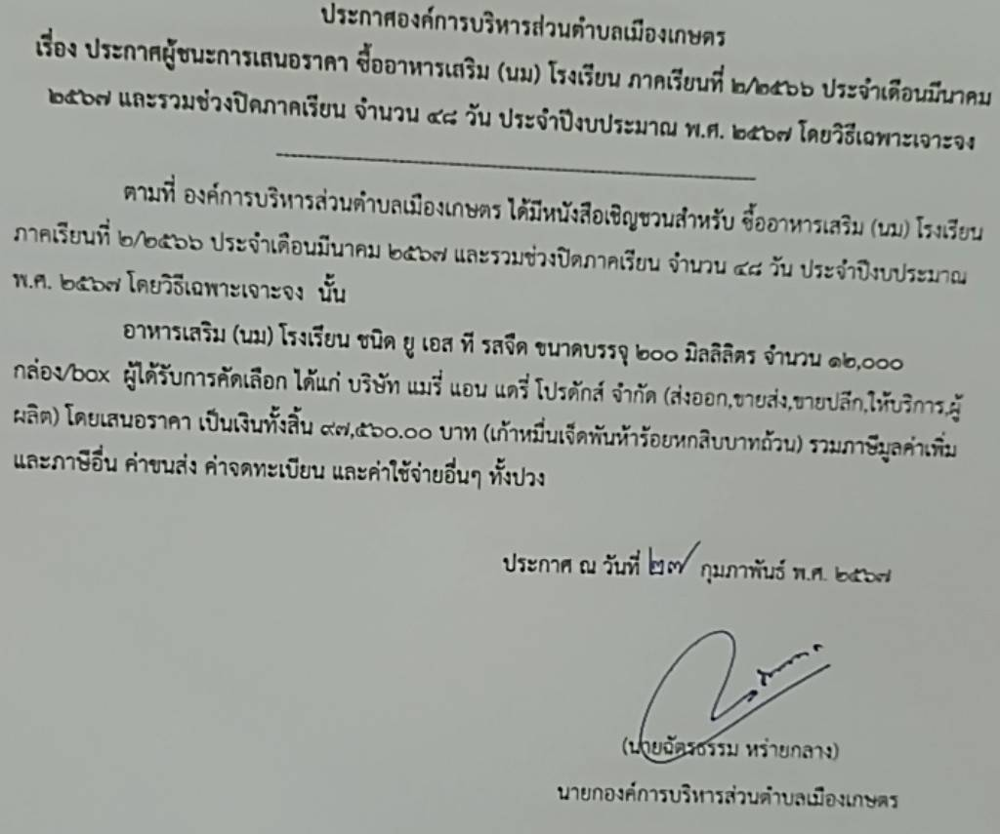 ประกาศองค์การบริหารส่วนตำบลเมืองเกษตร
เรื่อง ประกาศผู้ชนะการเสนอราคา ซื้ออาหารเสริม (นม) โรงเรียน ภาคเรียนที่ ๒/๒๕๖๖ ประจำเดือนมีนาคม
๒๕๖๗ และรวมช่วงปิดภาคเรียน จำนวน ๔๘ วัน ประจำปีงบประมาณ พ.ศ. ๒๕๖๗ โดยวิธีเฉพาะเจาะจง
ตามที่ องค์การบริหารส่วนตำบลเมืองเกษตร ได้มีหนังสือเชิญชวนสำหรับ ซื้ออาหารเสริม (นม) โรงเรียน
ภาคเรียนที่ ๒/๒๕๖๖ ประจำเดือนมีนาคม ๒๕๖๗ และรวมช่วงปิดภาคเรียน จำนวน ๔๘ วัน ประจำปีงบประมาณ
พ.ศ. ๒๕๖๗ โดยวิธีเฉพาะเจาะจง นั้น
อาหารเสริม (นม) โรงเรียน ชนิด ยู เอส ที รสจืด ขนาดบรรจุ ๒๐๐ มิลลิลิตร จำนวน ๑๒,๐๐๐
กล่อง/box ผู้ได้รับการคัดเลือก ได้แก่ บริษัท แมรี่ แอน แดรี่ โปรดักส์ จำกัด (ส่งออก,ขายส่ง,ขายปลีก,ให้บริการ,ผู้
ผลิต) โดยเสนอราคา เป็นเงินทั้งสิ้น ๙๗,๕๖๐.๐๐ บาท (เก้าหมื่นเจ็ดพันห้าร้อยหกสิบบาทถ้วน) รวมภาษีมูลค่าเพิ่ม
และภาษีอื่น ค่าขนส่ง ค่าจดทะเบียน และค่าใช้จ่ายอื่นๆ ทั้งปวง
ประกาศ ณ วันที่ ๒๗ กุมภาพันธ์ พ.ศ. ๒๕๖๗
(นายฉัตรธรรม หร่ายกลาง)
นายกองค์การบริหารส่วนตำบลเมืองเกษตร